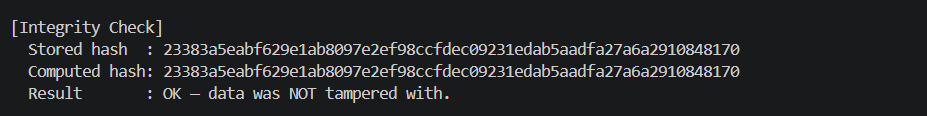 [Integrity Check]
  Stored hash  : 23383a5eabf629e1ab8097e2ef98ccfdec09231edab5aadfa27a6a2910848170
  Computed hash: 23383a5eabf629e1ab8097e2ef98ccfdec09231edab5aadfa27a6a2910848170
  Result       : OK — data was NOT tampered with.